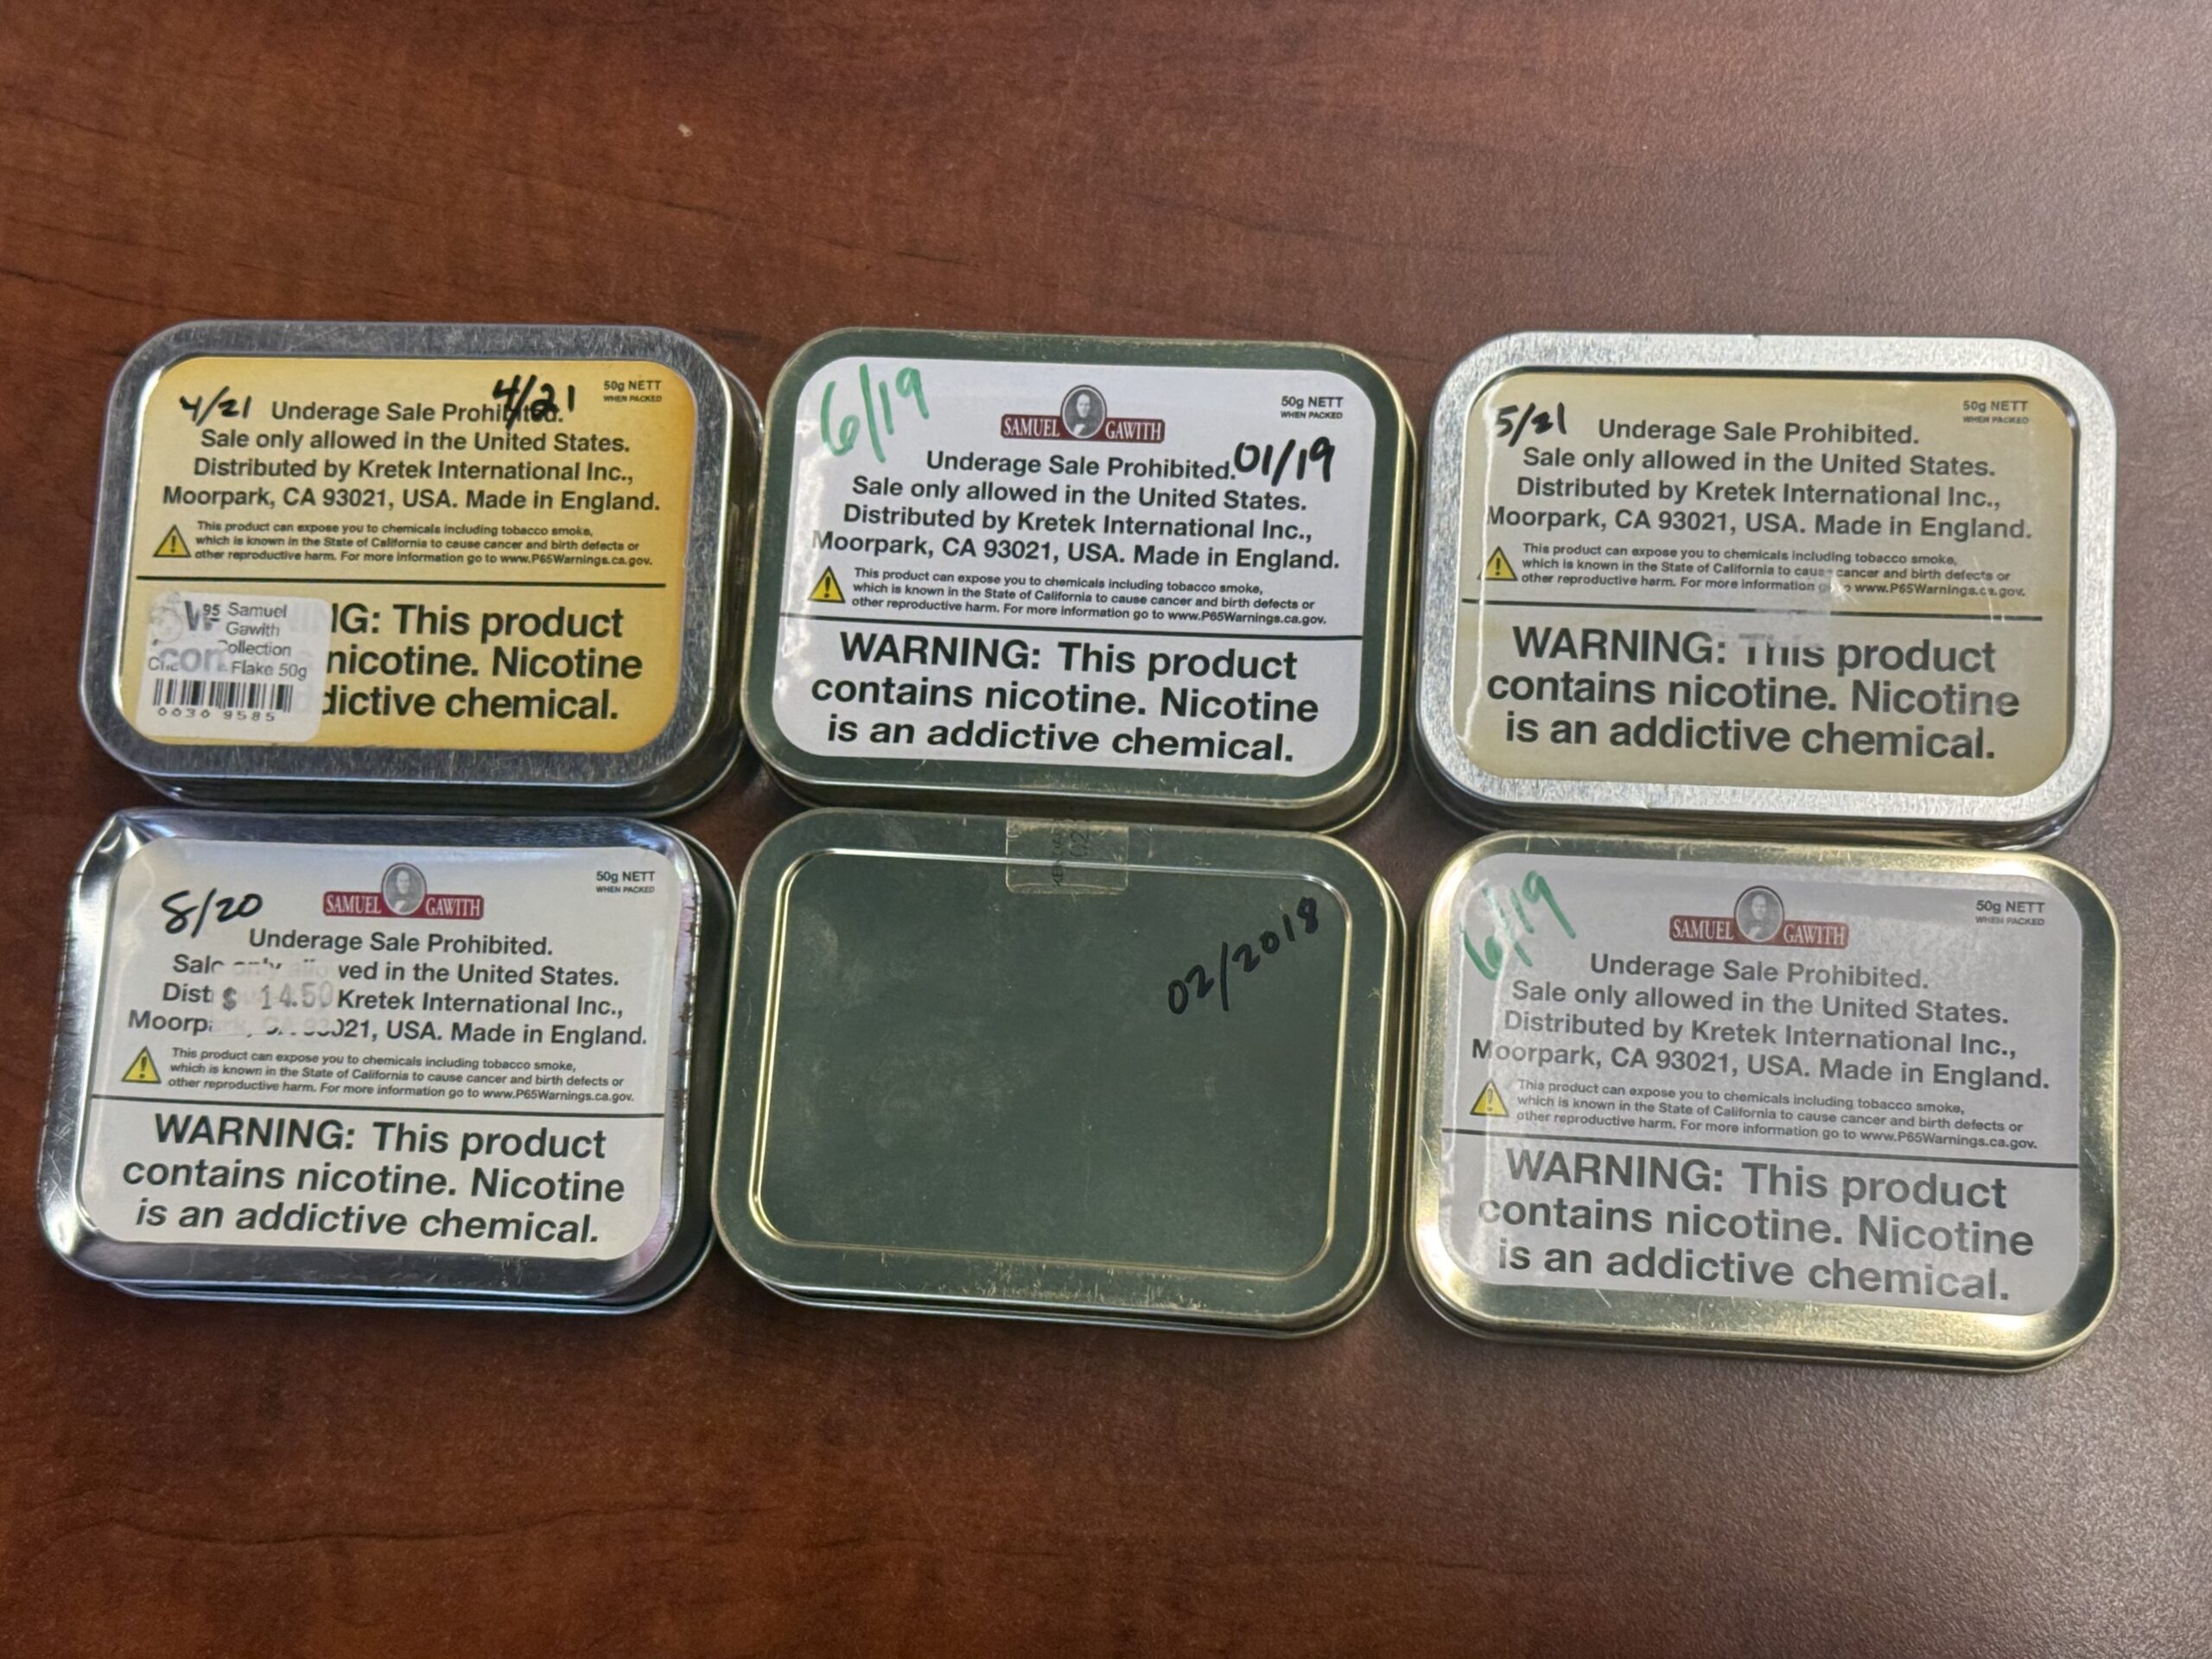 4/21
4/21
50g NETT
WHEN PACKED
Underage Sale Prohibited.
Sale only allowed in the United States.
Distributed by Kretek International Inc.,
Moorpark, CA 93021, USA. Made in England.
This product can expose you to chemicals including tobacco smoke,
which is known in the State of California to cause cancer and birth defects or
other reproductive harm. For more information go to www.P65Warnings.ca.gov.
95 Samuel
Gawith
Flake 50g
0030 9585
This product
nicotine. Nicotine
chemical.
6/19
SAMUEL GAWITH
50g NETT
WHEN PACKED
Underage Sale Prohibited.
01/19
Sale only allowed in the United States.
Distributed by Kretek International Inc.,
Moorpark, CA 93021, USA. Made in England.
This product can expose you to chemicals including tobacco smoke,
which is known in the State of California to cause cancer and birth defects or
other reproductive harm. For more information go to www.P65Warnings.ca.gov.
WARNING: This product
contains nicotine. Nicotine
is an addictive chemical.
5/21
50g NETT
WHEN PACKED
Underage Sale Prohibited.
Sale only allowed in the United States.
Distributed by Kretek International Inc.,
Moorpark, CA 93021, USA. Made in England.
This product can expose you to chemicals including tobacco smoke,
which is known in the State of California to cause cancer and birth defects or
other reproductive harm. For more information go to www.P65Warnings.ca.gov.
WARNING: This product
contains nicotine. Nicotine
is an addictive chemical.
8/20
SAMUEL GAWITH
50g NETT
WHEN PACKED
Underage Sale Prohibited.
in the United States.
$ 14.50 Kretek International Inc.,
USA. Made in England.
This product can expose you to chemicals including tobacco smoke,
which is known in the State of California to cause cancer and birth defects or
other reproductive harm. For more information go to www.P65Warnings.ca.gov.
WARNING: This product
contains nicotine. Nicotine
is an addictive chemical.
02/2018
6/19
SAMUEL GAWITH
50g NETT
WHEN PACKED
Underage Sale Prohibited.
Sale only allowed in the United States.
Distributed by Kretek International Inc.,
Moorpark, CA 93021, USA. Made in England.
This product can expose you to chemicals including tobacco smoke,
which is known in the State of California to cause cancer and birth defects or
other reproductive harm. For more information go to www.P65Warnings.ca.gov.
WARNING: This product
contains nicotine. Nicotine
is an addictive chemical.